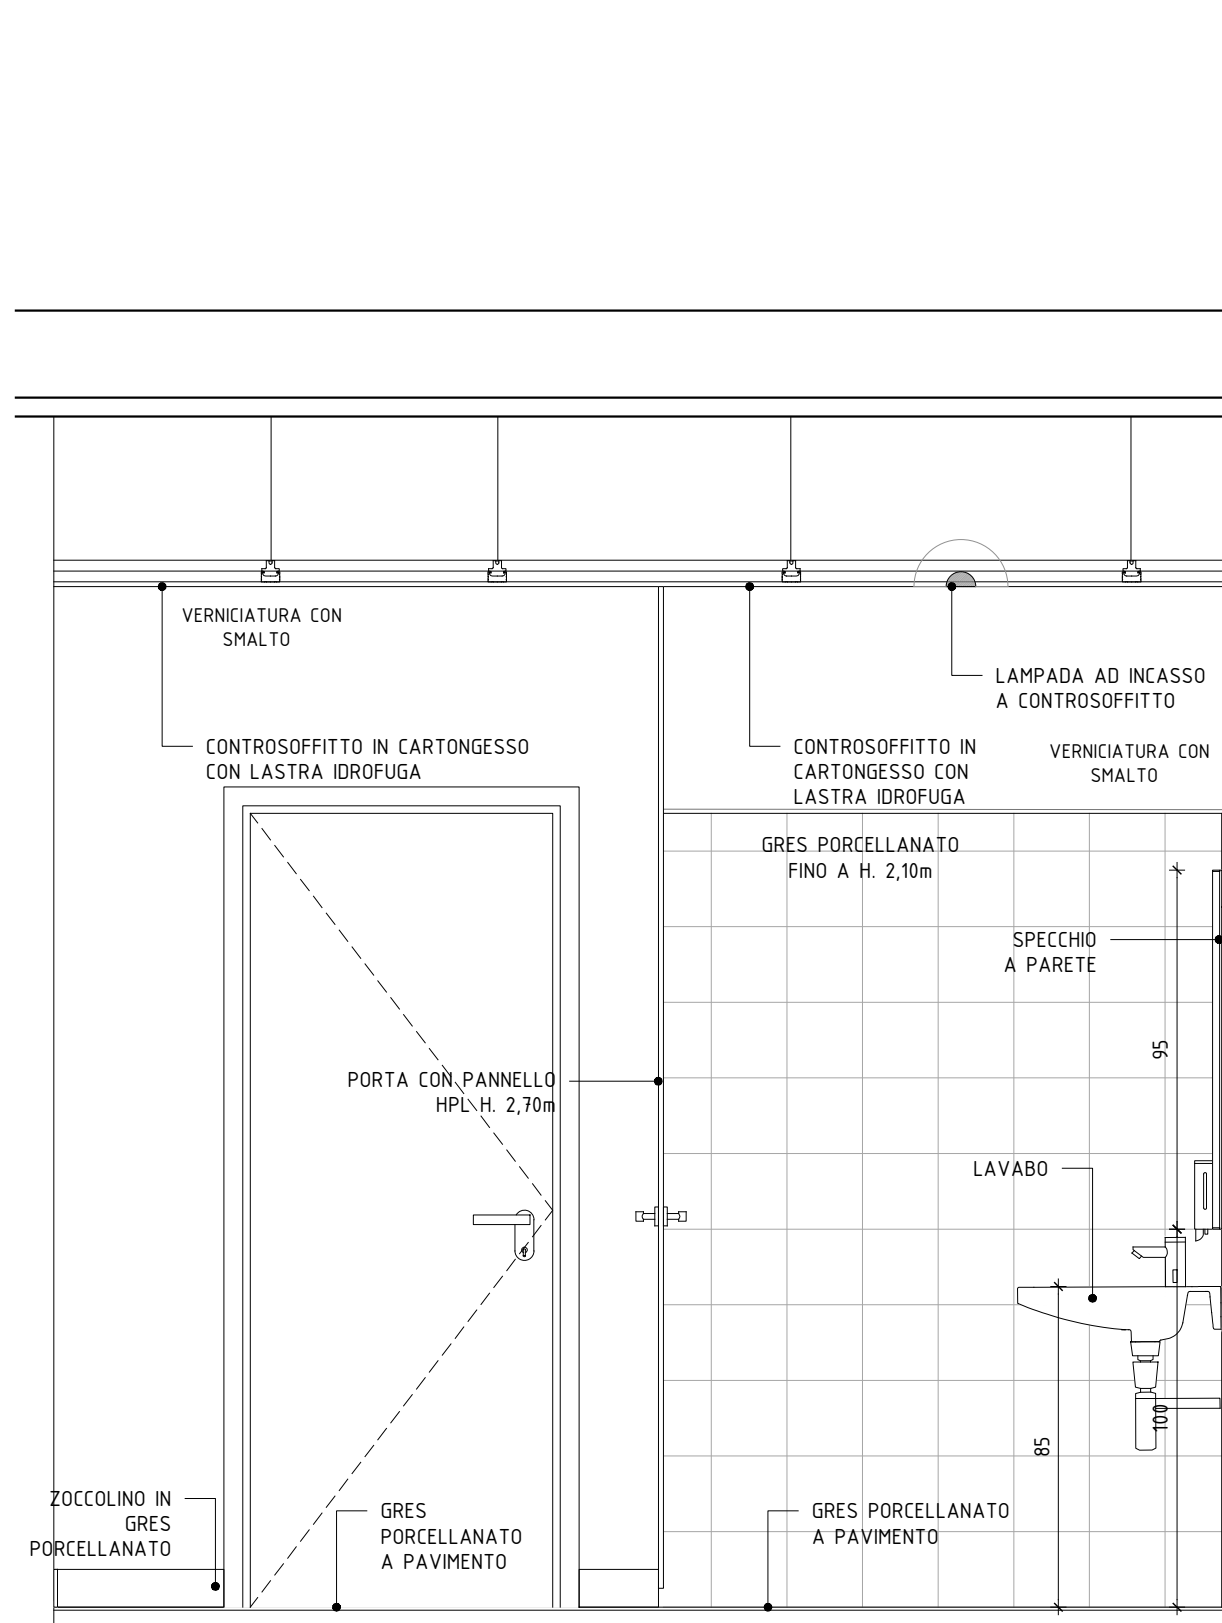 VERNICIATURA CON
SMALTO
LAMPADA AD INCASSO
A CONTROSOFFITTO
CONTROSOFFITTO IN CARTONGESSO
CON LASTRA IDROFUGA
CONTROSOFFITTO IN
CARTONGESSO CON
LASTRA IDROFUGA
VERNICIATURA CON
SMALTO
GRES PORCELLANATO
FINO A H. 2,10m
SPECCHIO
A PARETE
95
PORTA CON PANNELLO
HPL H. 2,70m
LAVABO
100
85
ZOCCOLINO IN
GRES
PORCELLANATO
GRES
PORCELLANATO
A PAVIMENTO
GRES PORCELLANATO
A PAVIMENTO